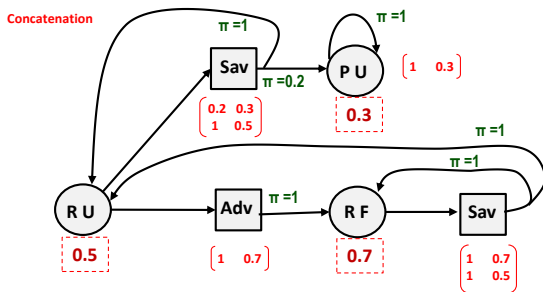 Concatenation
π =1
π =1
Sav
π =0.2
P U
1 0.3
0.2 0.3
1 0.5
0.3
π =1
π =1
R U
Adv
π =1
R F
Sav
0.5
1 0.7
0.7
1 0.7
1 0.5